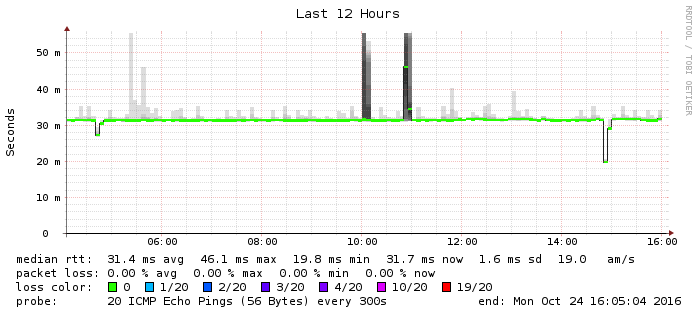 Last 12 Hours
RRDTOOL / TOBI OETIKER
Seconds
50 m
40 m
30 m
20 m
10 m
0
06:00 08:00 10:00 12:00 14:00 16:00
median rtt: 31.4 ms avg 46.1 ms max 19.8 ms min 31.7 ms now 1.6 ms sd 19.0 am/s
packet loss: 0.00 % avg 0.00 % max 0.00 % min 0.00 % now
loss color: 0 1/20 2/20 3/20 4/20 10/20 19/20
probe: 20 ICMP Echo Pings (56 Bytes) every 300s end: Mon Oct 24 16:05:04 2016